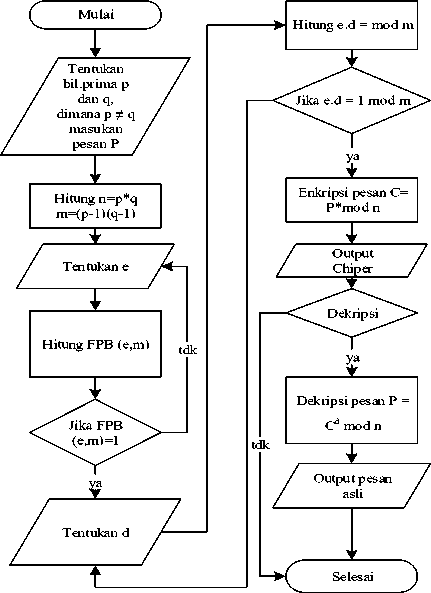 Mulai
Tentukan
bil.prima p
dan q,
dimana p ≠ q
masukan
pesan P
Hitung n=p*q
m=(p-1)(q-1)
Tentukan e
Hitung FPB (e,m)
tdk
Jika FPB
(e,m)=1
ya
Tentukan d
Hitung e.d = mod m
Jika e.d = 1 mod m
ya
Enkripsi pesan C=
P*mod n
Output
Chiper
Dekripsi
ya
tdk
Dekripsi pesan P =
C^d mod n
Output pesan
asli
Selesai